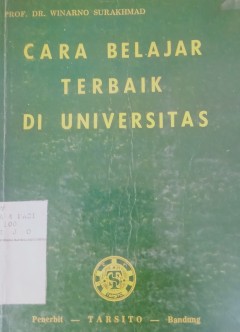 PROF. DR. WINARNO SURAKHMAD
CARA BELAJAR
TERBAIK
DI UNIVERSITAS
Penerbit — TARSITO — Bandung